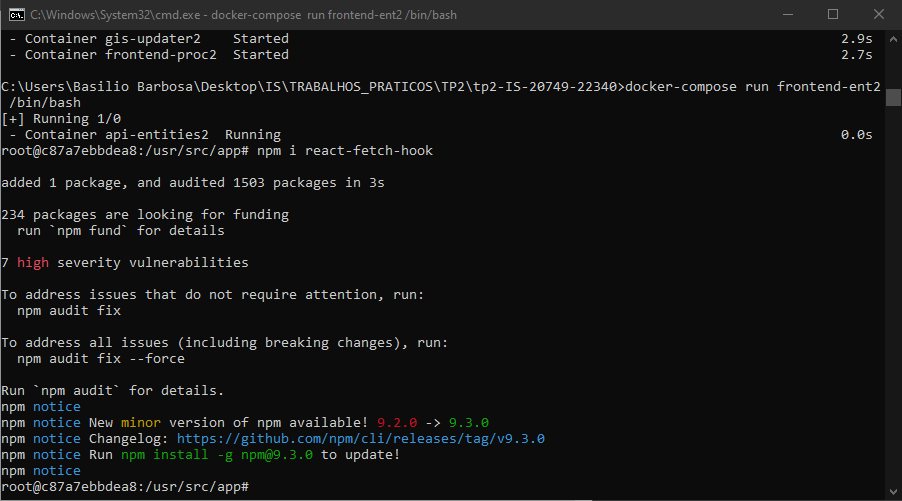 C:\Windows\System32\cmd.exe - docker-compose run frontend-ent2 /bin/bash
- Container gis-updater2    Started    2.9s
- Container frontend-proc2  Started    2.7s
C:\Users\Basilio Barbosa\Desktop\IS\TRABALHOS_PRATICOS\TP2\tp2-IS-20749-22340>docker-compose run frontend-ent2
/bin/bash
[+] Running 1/0
- Container api-entities2  Running    0.0s
root@c87a7ebbdea8:/usr/src/app# npm i react-fetch-hook
added 1 package, and audited 1503 packages in 3s
234 packages are looking for funding
run `npm fund` for details
7 high severity vulnerabilities
To address issues that do not require attention, run:
npm audit fix
To address all issues (including breaking changes), run:
npm audit fix --force
Run `npm audit` for details.
npm notice
npm notice New minor version of npm available! 9.2.0 -> 9.3.0
npm notice Changelog: https://github.com/npm/cli/releases/tag/v9.3.0
npm notice Run npm install -g npm@9.3.0 to update!
npm notice
root@c87a7ebbdea8:/usr/src/app#